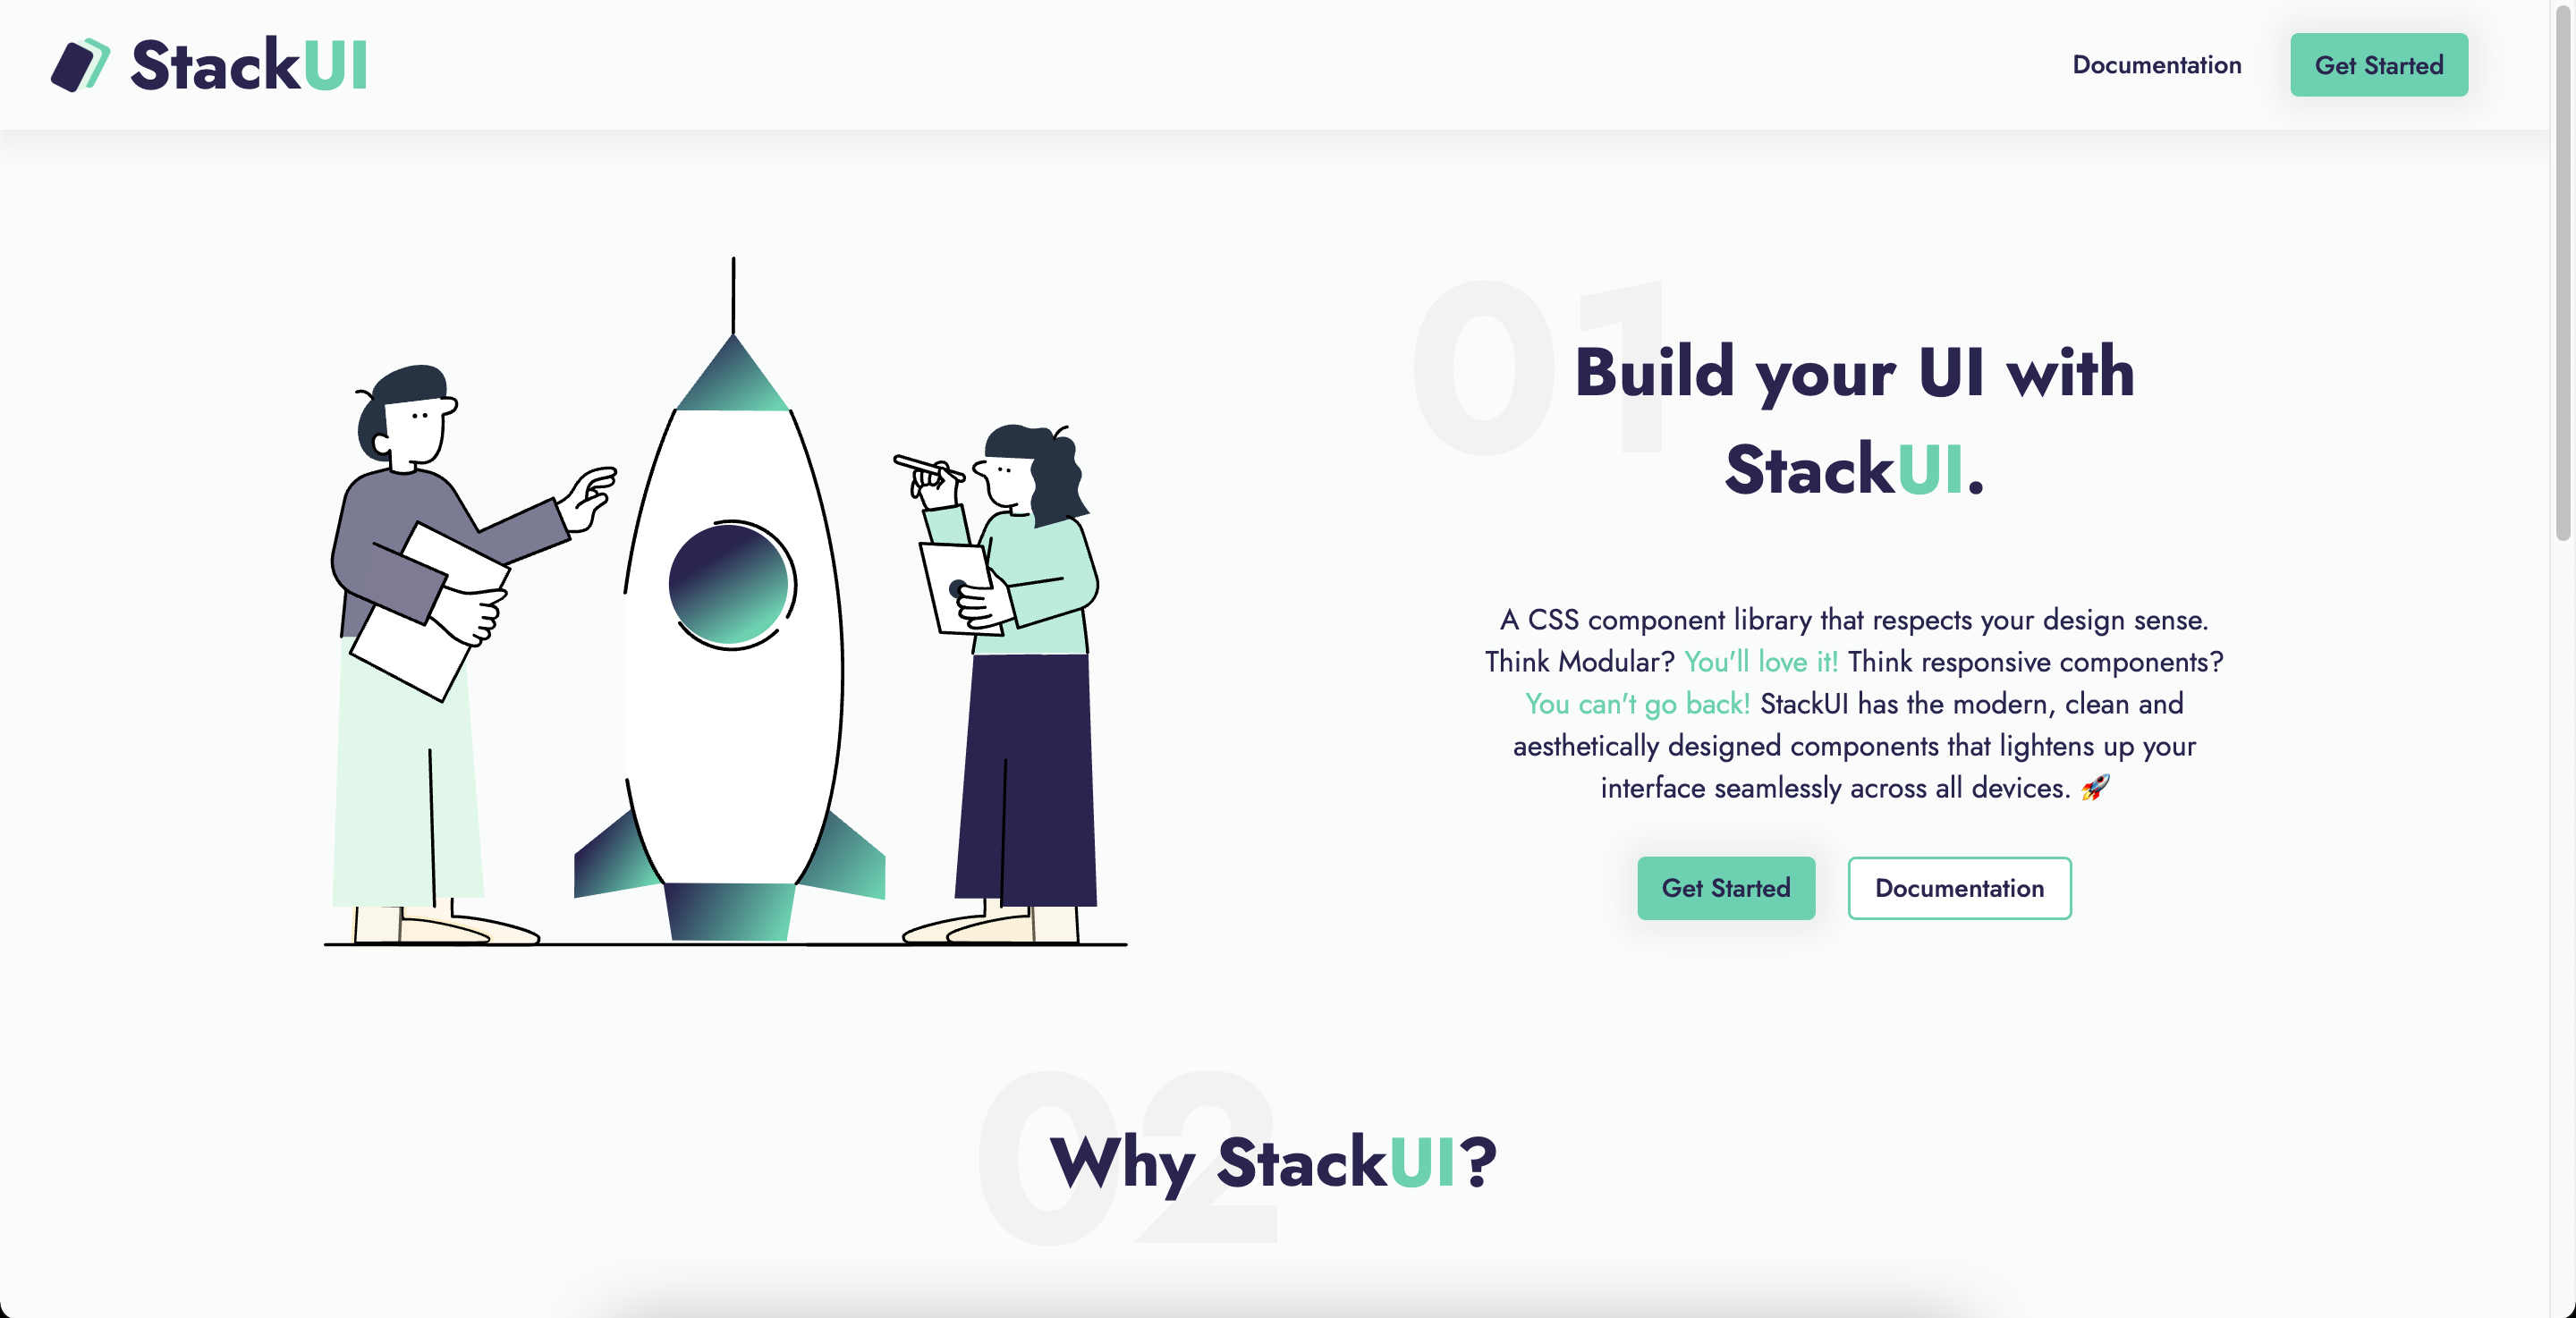 StackUI
Documentation
Get Started
01
Build your UI with
StackUI.
A CSS component library that respects your design sense.
Think Modular? You'll love it! Think responsive components?
You can't go back! StackUI has the modern, clean and
aesthetically designed components that lightens up your
interface seamlessly across all devices. 🚀
Get Started
Documentation
02
Why StackUI?